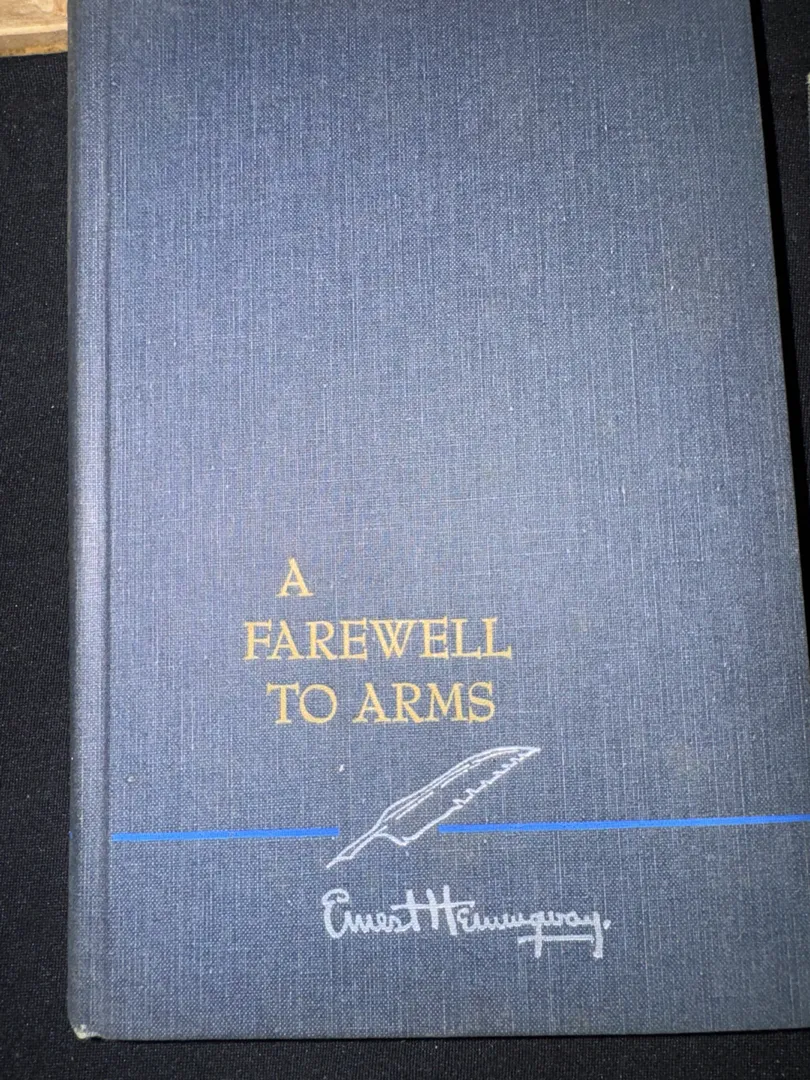 A
FAREWELL
TO ARMS
Ernest Hemingway.